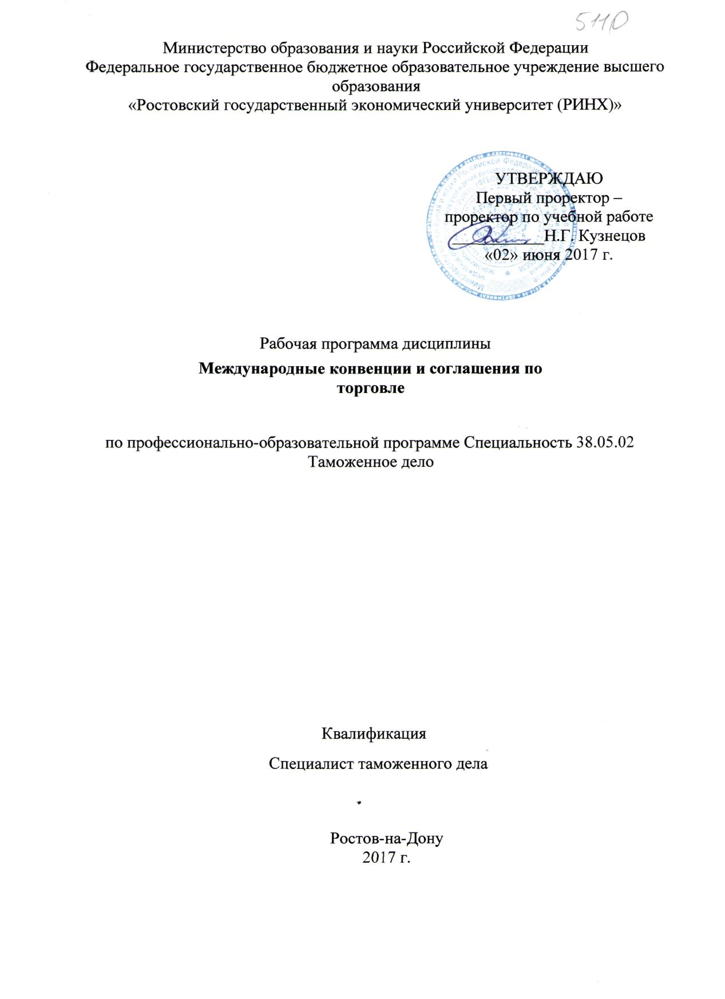 5110
Министерство образования и науки Российской Федерации
Федеральное государственное бюджетное образовательное учреждение высшего
образования
«Ростовский государственный экономический университет (РИНХ)»
УТВЕРЖДАЮ
Первый проректор –
проректор по учебной работе
Н.Г. Кузнецов
«02» июня 2017 г.
Рабочая программа дисциплины
Международные конвенции и соглашения по
торговле
по профессионально-образовательной программе Специальность 38.05.02
Таможенное дело
Квалификация
Специалист таможенного дела
Ростов-на-Дону
2017 г.